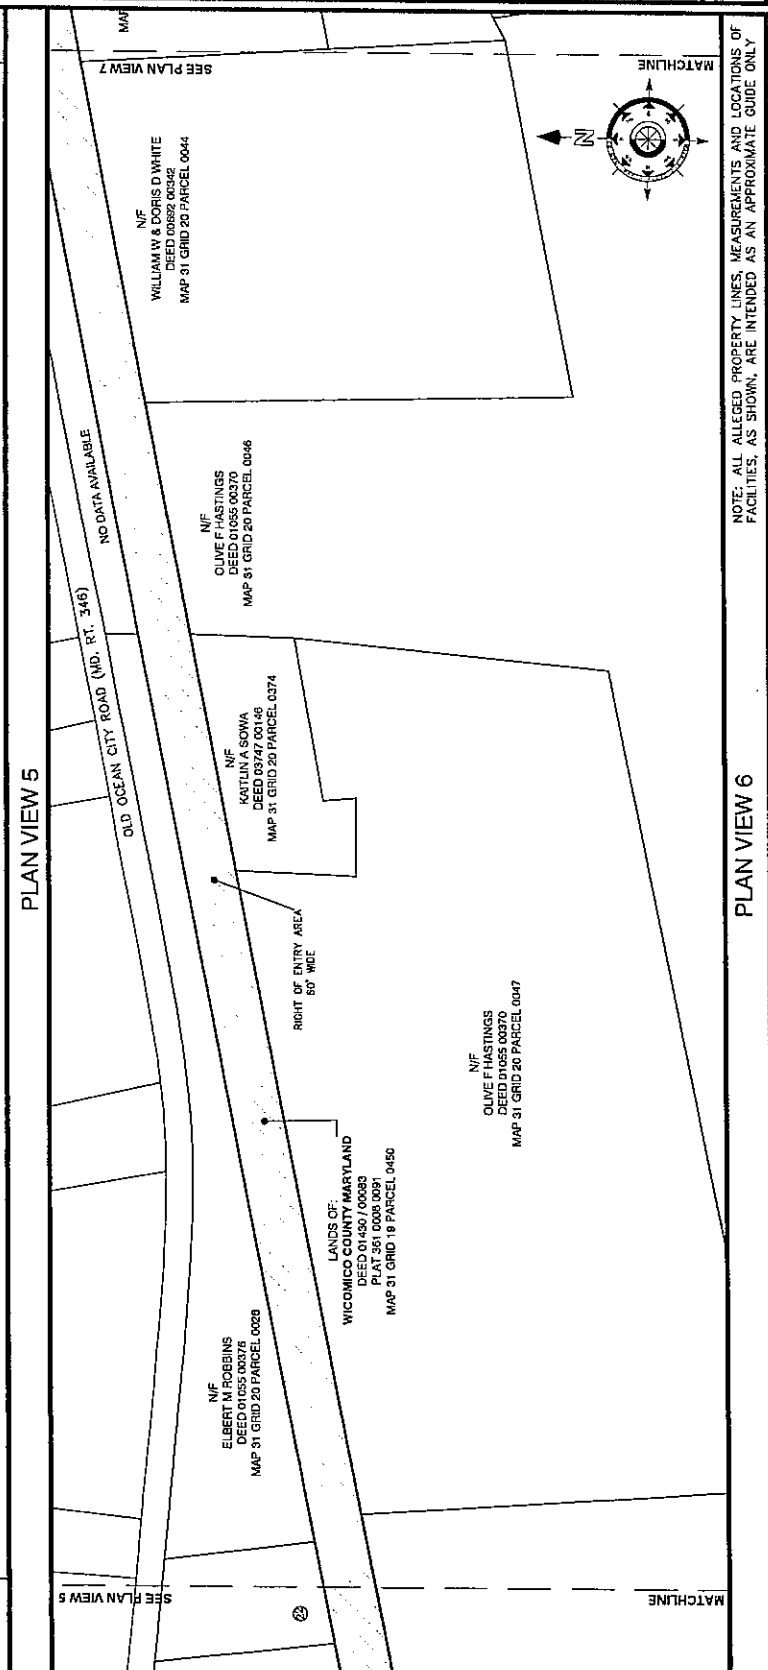 PLAN VIEW 5
MAP
SEE PLAN VIEW 7
MATCHLINE
N/F
WILLIAM W & DORIS D WHITE
DEED 00692 00342
MAP 31 GRID 20 PARCEL 0044
N
NO DATA AVAILABLE
OLD OCEAN CITY ROAD (MD. RT. 346)
N/F
OLIVE F HASTINGS
DEED 01055 00370
MAP 31 GRID 20 PARCEL 0046
N/F
KAITLIN A SOWA
DEED 03747 00146
MAP 31 GRID 20 PARCEL 0374
RIGHT OF ENTRY AREA
60' WIDE
N/F
OLIVE F HASTINGS
DEED 01055 00370
MAP 31 GRID 20 PARCEL 0047
LANDS OF:
WICOMICO COUNTY MARYLAND
DEED 01430 / 00083
PLAT 351 0008 0091
MAP 31 GRID 19 PARCEL 0450
N/F
ELBERT M ROBBINS
DEED 01055 00376
MAP 31 GRID 20 PARCEL 0028
SEE PLAN VIEW 5
MATCHLINE
NOTE: ALL ALLEGED PROPERTY LINES, MEASUREMENTS AND LOCATIONS OF
FACILITIES, AS SHOWN, ARE INTENDED AS AN APPROXIMATE GUIDE ONLY
PLAN VIEW 6